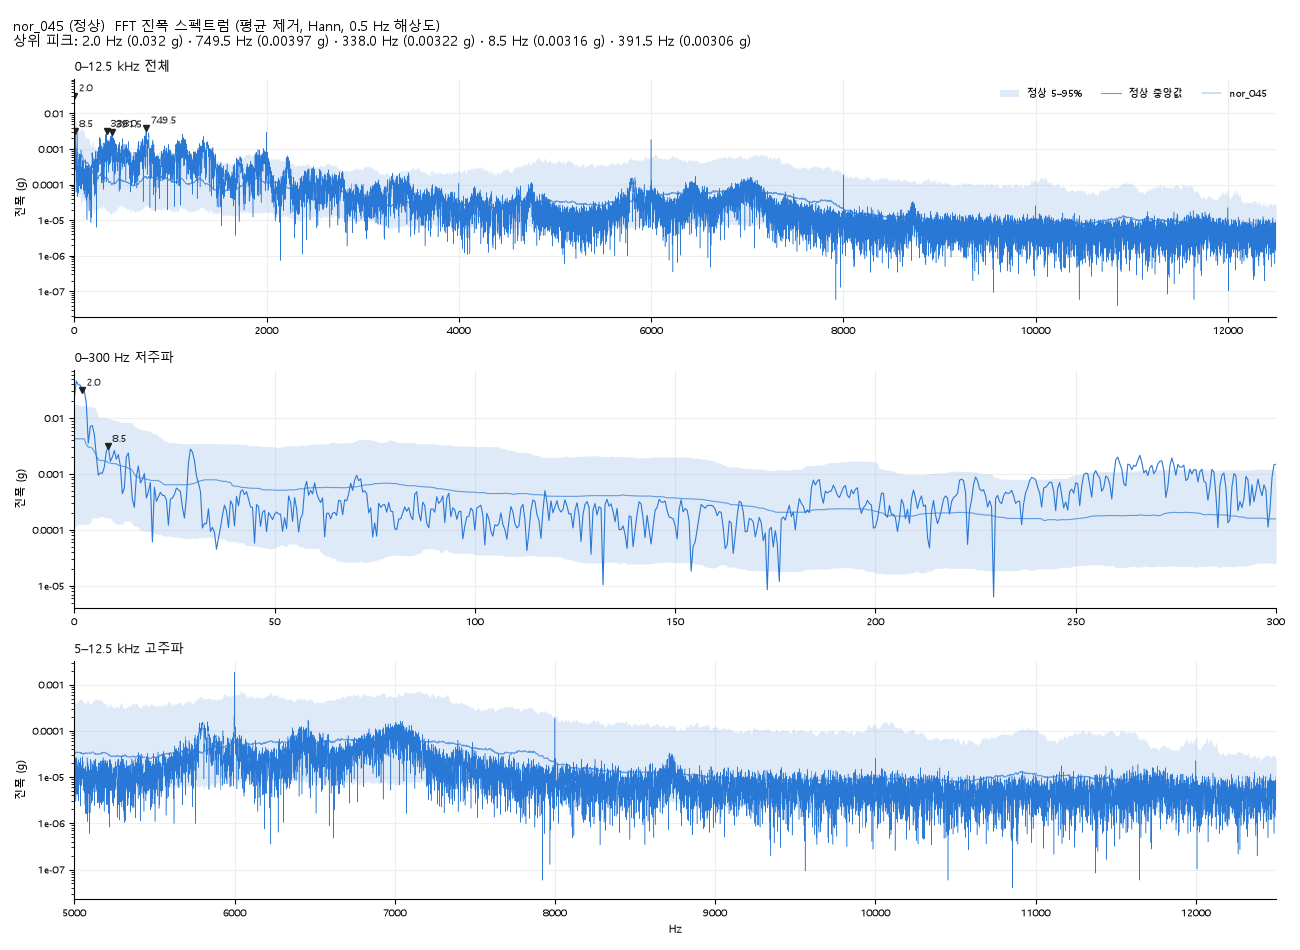 nor_045 (정상) FFT 진폭 스펙트럼 (평균 제거, Hann, 0.5 Hz 해상도)
상위 피크: 2.0 Hz (0.032 g) · 749.5 Hz (0.00397 g) · 338.0 Hz (0.00322 g) · 8.5 Hz (0.00316 g) · 391.5 Hz (0.00306 g)
0–12.5 kHz 전체
정상 5–95% 정상 중앙값 nor_045
2.0
8.5
749.5
진폭 (g)
0.01
0.001
0.0001
1e-05
1e-06
1e-07
0 2000 4000 6000 8000 10000 12000
0–300 Hz 저주파
2.0
8.5
진폭 (g)
0.01
0.001
0.0001
1e-05
0 50 100 150 200 250 300
5–12.5 kHz 고주파
진폭 (g)
0.001
0.0001
1e-05
1e-06
1e-07
5000 6000 7000 8000 9000 10000 11000 12000
Hz